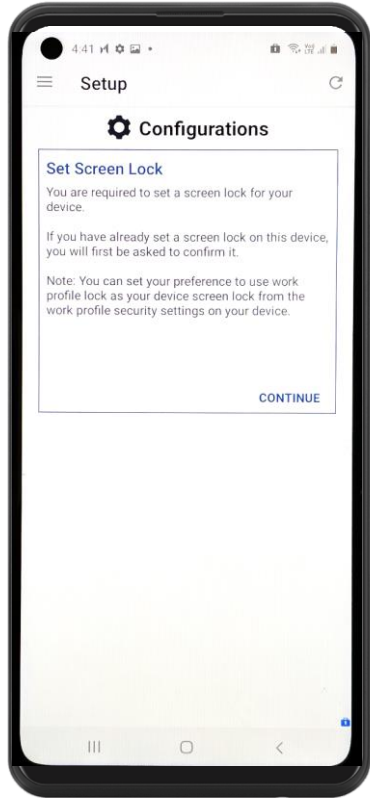 4:41
Setup
Configurations
Set Screen Lock
You are required to set a screen lock for your
device.
If you have already set a screen lock on this device,
you will first be asked to confirm it.
Note: You can set your preference to use work
profile lock as your device screen lock from the
work profile security settings on your device.
CONTINUE